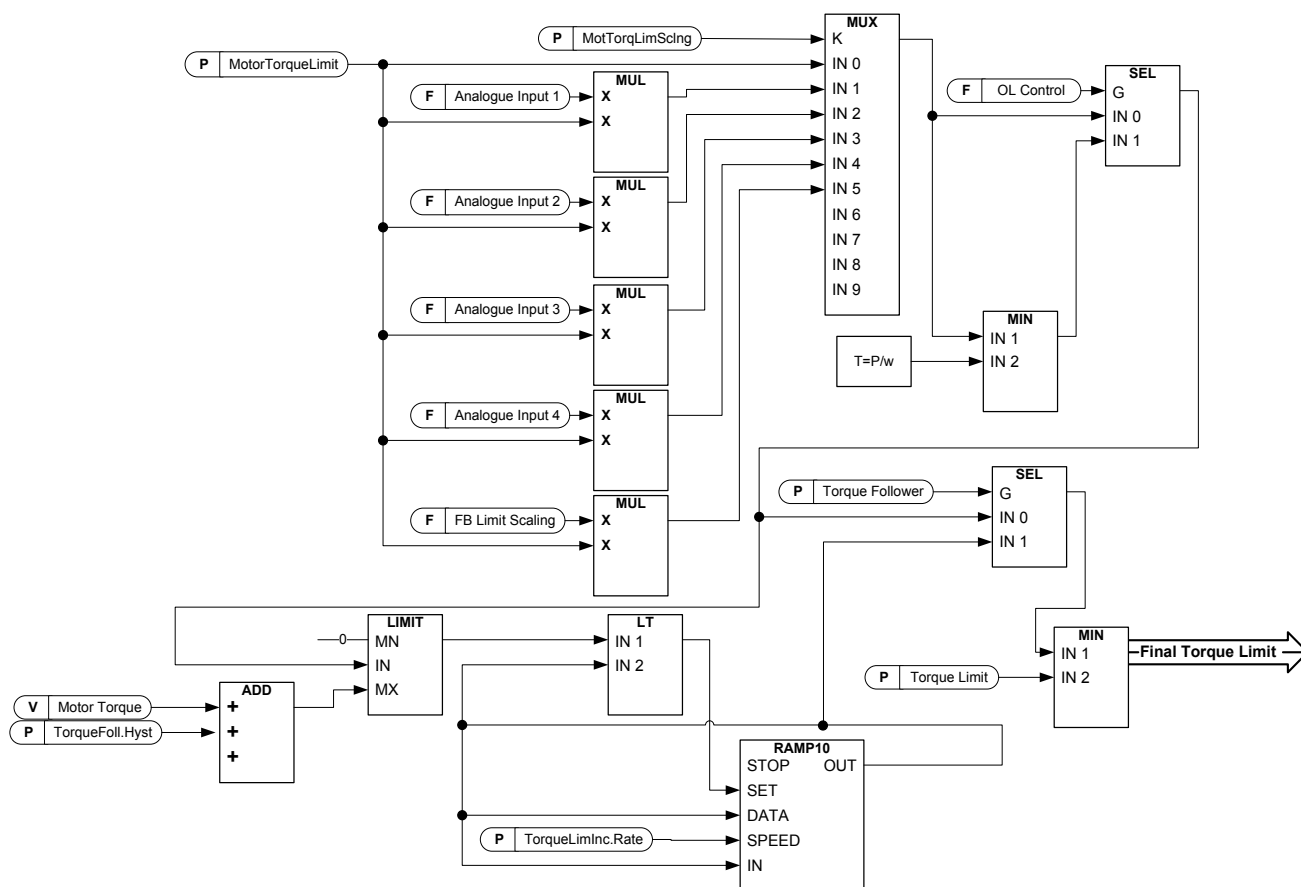 MUX
P MotTorqLimSclng
K
P MotorTorqueLimit
IN 0
MUL
SEL
F Analogue Input 1
X
IN 1
F OL Control
G
X
IN 2
IN 0
IN 3
IN 1
IN 4
MUL
IN 5
F Analogue Input 2
X
IN 6
X
IN 7
IN 8
IN 9
MUL
F Analogue Input 3
X
MIN
X
IN 1
T=P/w
IN 2
MUL
F Analogue Input 4
X
X
SEL
P Torque Follower
G
MUL
IN 0
F FB Limit Scaling
X
IN 1
X
LIMIT
LT
MIN
0
MN
IN 1
IN 1
Final Torque Limit
IN
IN 2
P Torque Limit
IN 2
ADD
MX
V Motor Torque
+
P TorqueFoll.Hyst
+
+
RAMP10
STOP OUT
SET
DATA
P TorqueLimInc.Rate
SPEED
IN